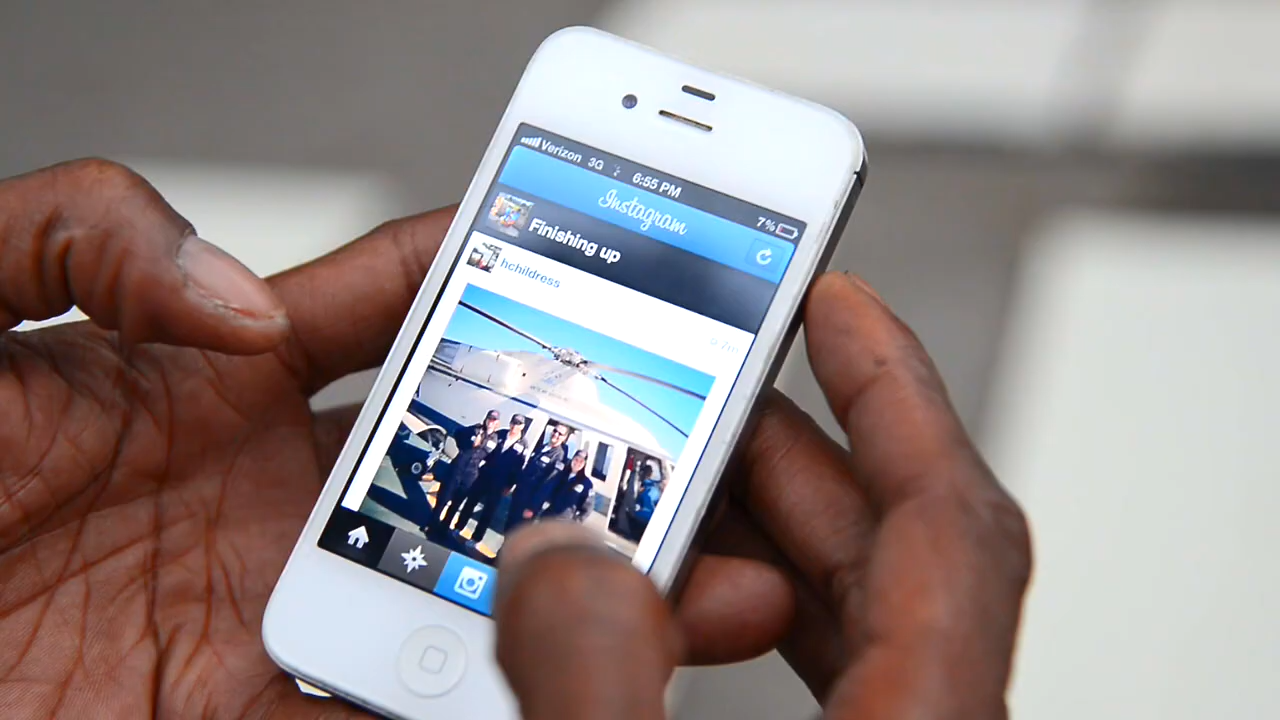 Verizon 3G 6:55 PM 7%
Instagram
Finishing up
hchildress